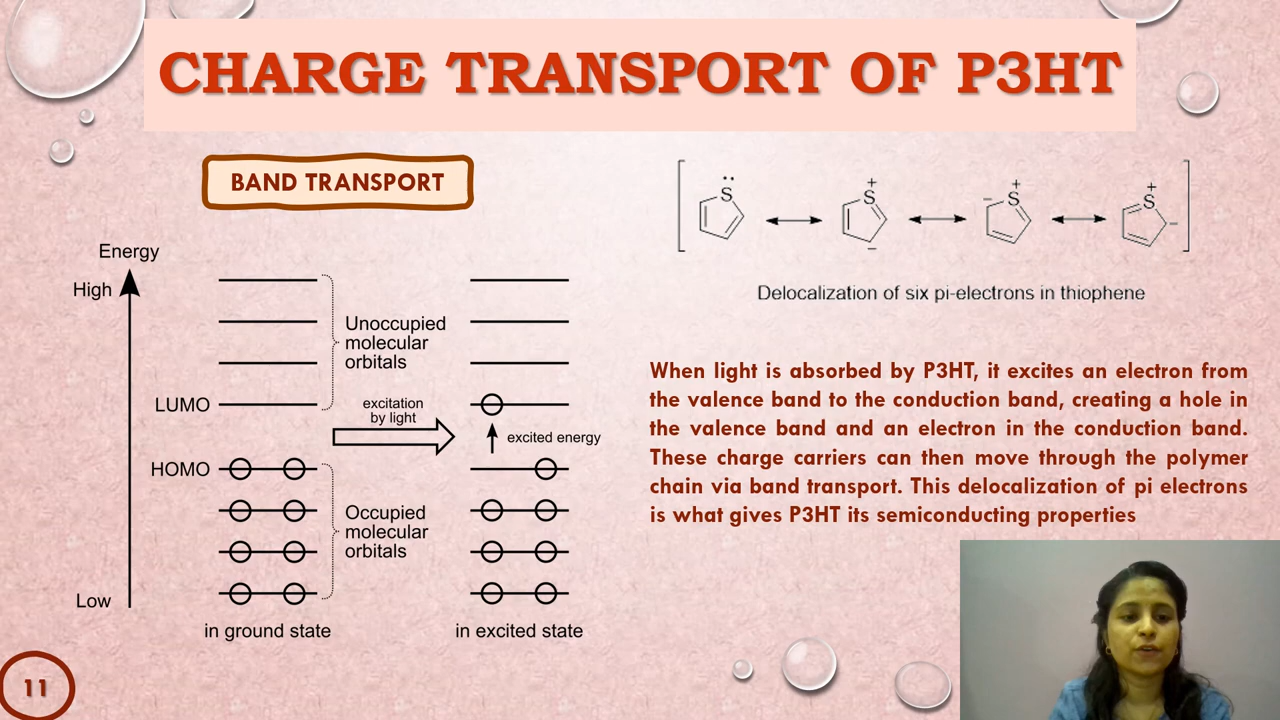 CHARGE TRANSPORT OF P3HT
BAND TRANSPORT
Energy
High
Unoccupied
molecular
orbitals
LUMO
excitation
by light
excited energy
HOMO
Occupied
molecular
orbitals
Low
in ground state
in excited state
S S+ S+ S+
− − −
Delocalization of six pi-electrons in thiophene
When light is absorbed by P3HT, it excites an electron from
the valence band to the conduction band, creating a hole in
the valence band and an electron in the conduction band.
These charge carriers can then move through the polymer
chain via band transport. This delocalization of pi electrons
is what gives P3HT its semiconducting properties
11